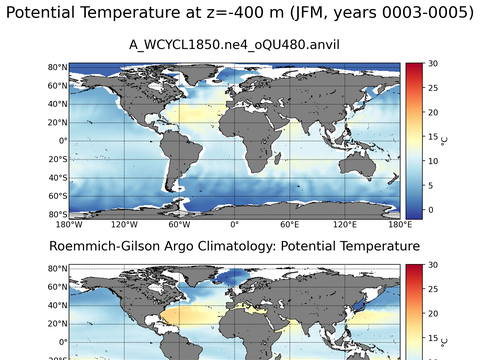 Potential Temperature at z=-400 m (JFM, years 0003-0005)
A_WCYCL1850.ne4_oQU480.anvil
80°N
60°N
40°N
20°N
0°
20°S
40°S
60°S
80°S
180°W
120°W
60°W
0°
60°E
120°E
180°E
30
25
20
15
10
5
0
°C
Roemmich-Gilson Argo Climatology: Potential Temperature
80°N
60°N
40°N
20°N
0°
20°S
30
25
20
15
10
°C